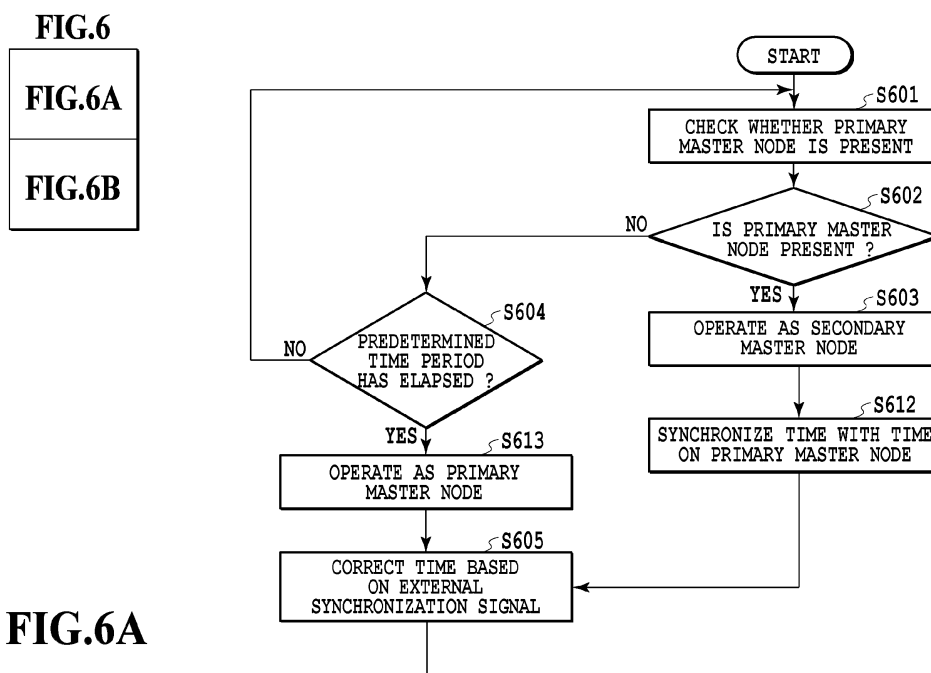 FIG.6
FIG.6A
FIG.6B
START
S601
CHECK WHETHER PRIMARY
MASTER NODE IS PRESENT
S602
IS PRIMARY MASTER
NODE PRESENT ?
NO
YES
S603
OPERATE AS SECONDARY
MASTER NODE
S604
PREDETERMINED
TIME PERIOD
HAS ELAPSED ?
NO
YES
S612
SYNCHRONIZE TIME WITH TIME
ON PRIMARY MASTER NODE
S613
OPERATE AS PRIMARY
MASTER NODE
S605
CORRECT TIME BASED
ON EXTERNAL
SYNCHRONIZATION SIGNAL
FIG.6A